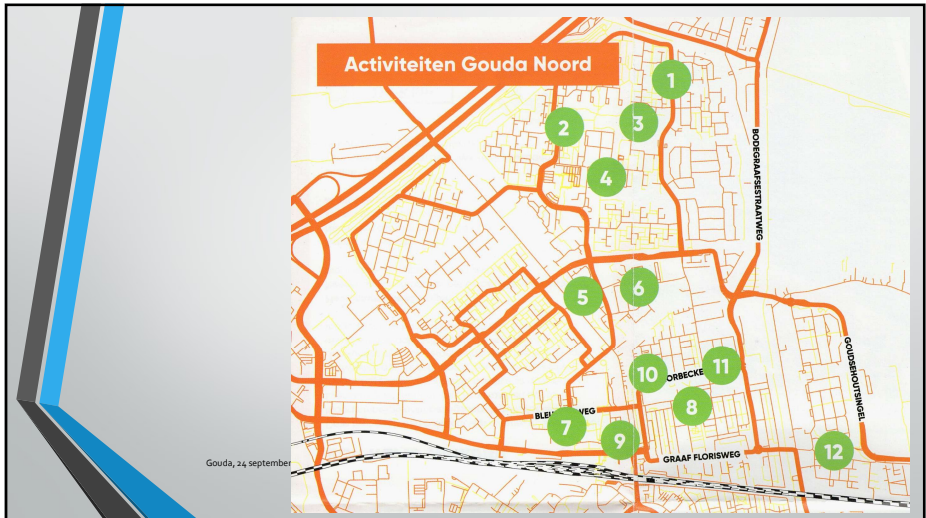 Activiteiten Gouda Noord
1
2
3
4
BODEGRAAFSESTRAATWEG
5
6
GOUDSEHOUTSINGEL
10
11
8
7
9
GRAAF FLORISWEG
12
Gouda, 24 september